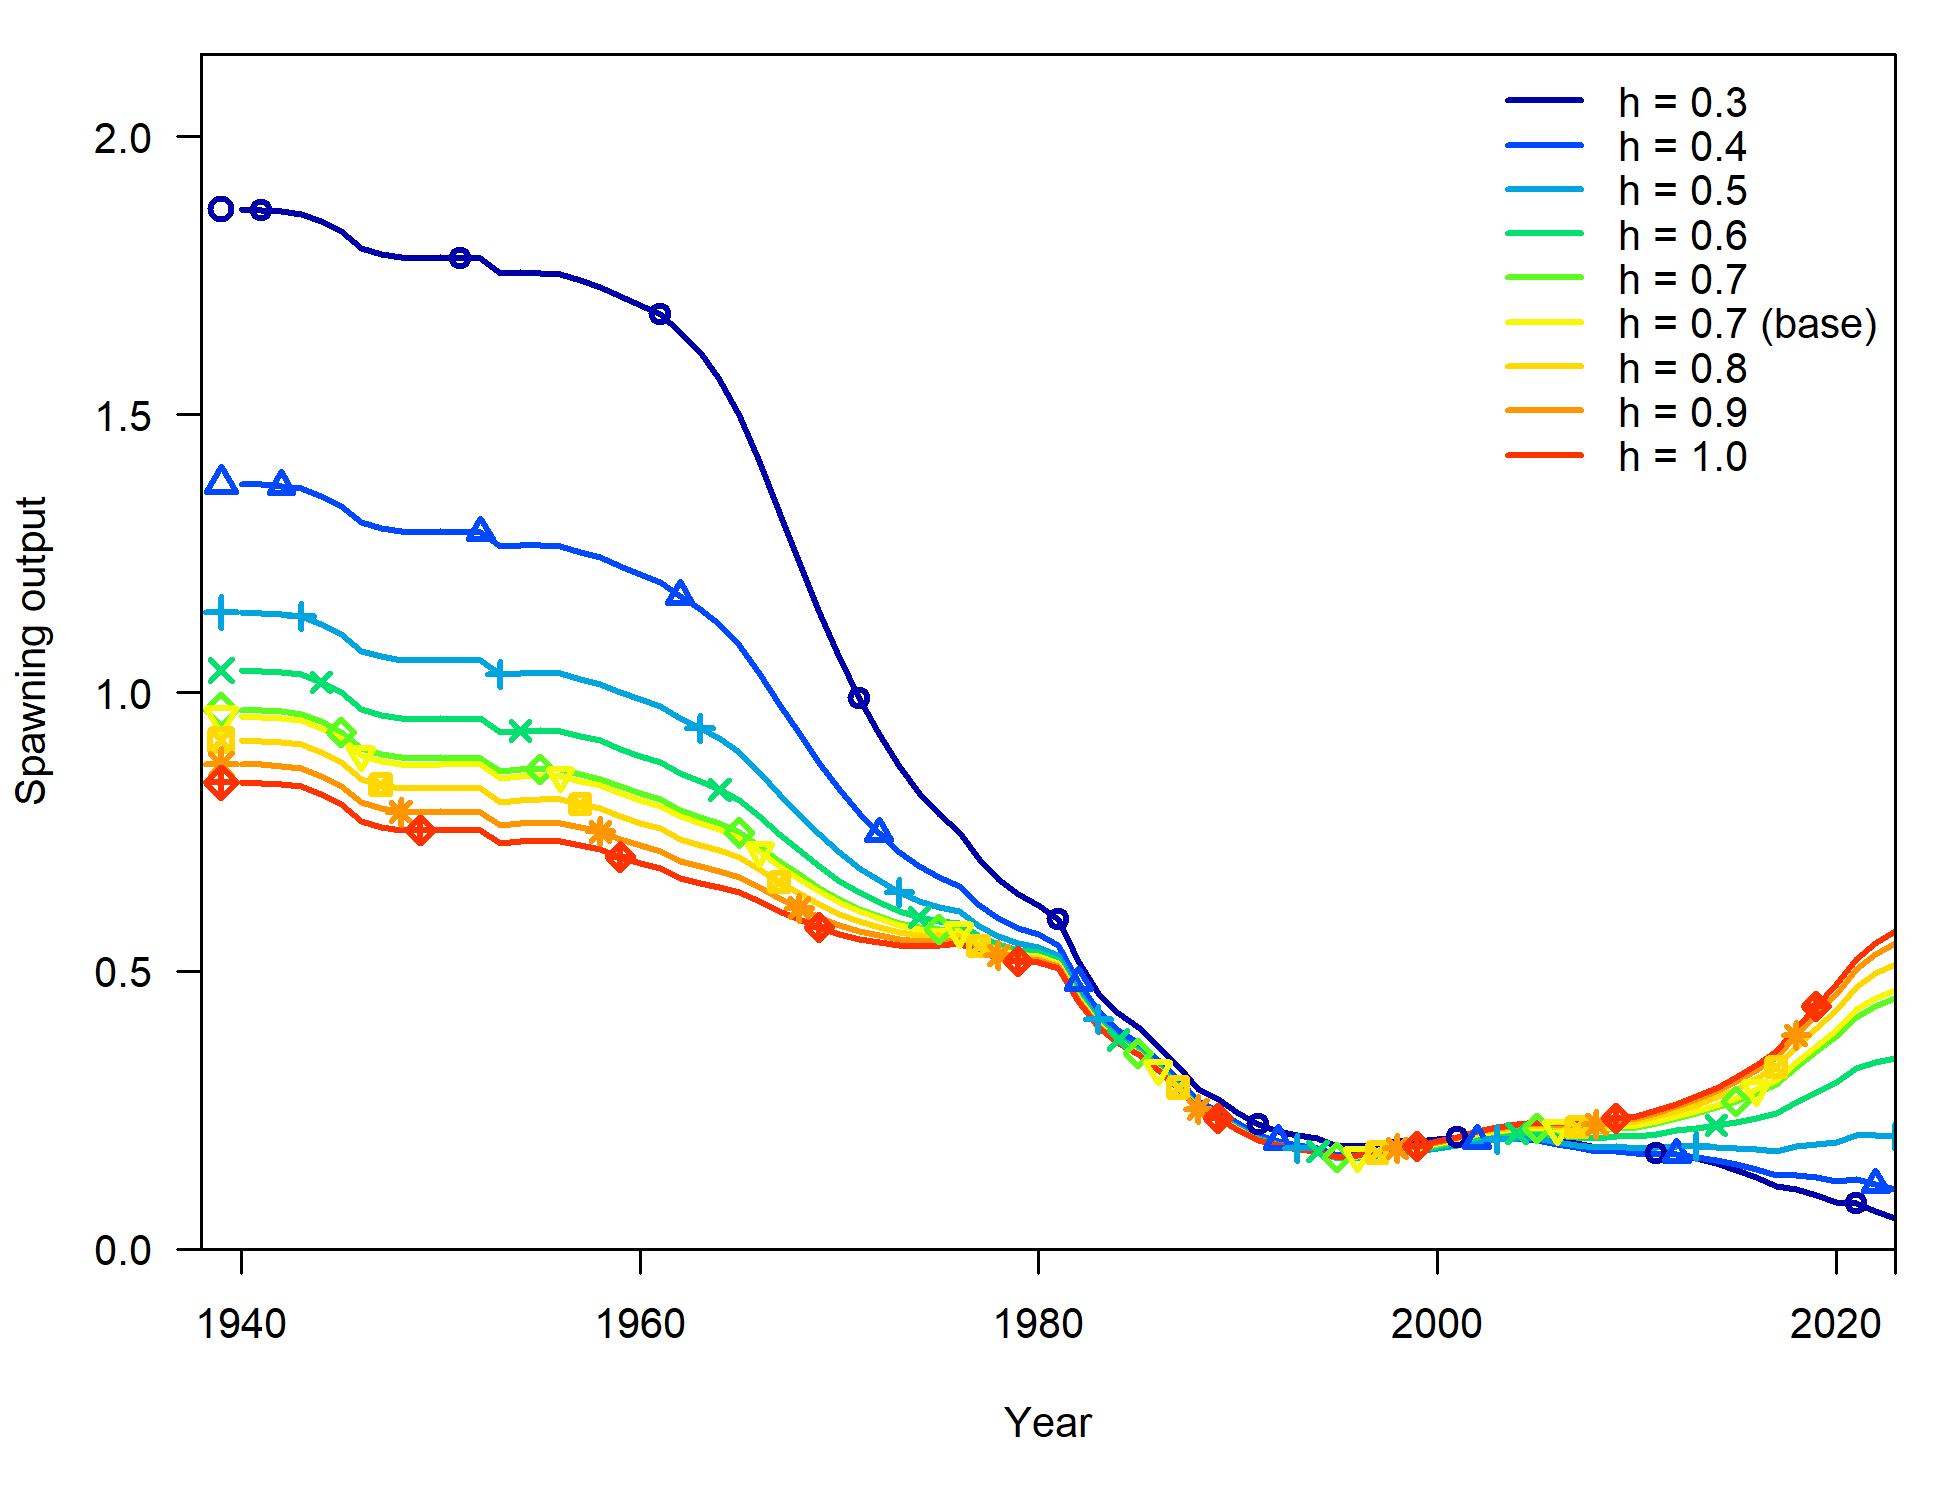 h = 0.3
h = 0.4
h = 0.5
h = 0.6
h = 0.7
h = 0.7 (base)
h = 0.8
h = 0.9
h = 1.0
Spawning output
2.0
1.5
1.0
0.5
0.0
1940 1960 1980 2000 2020
Year